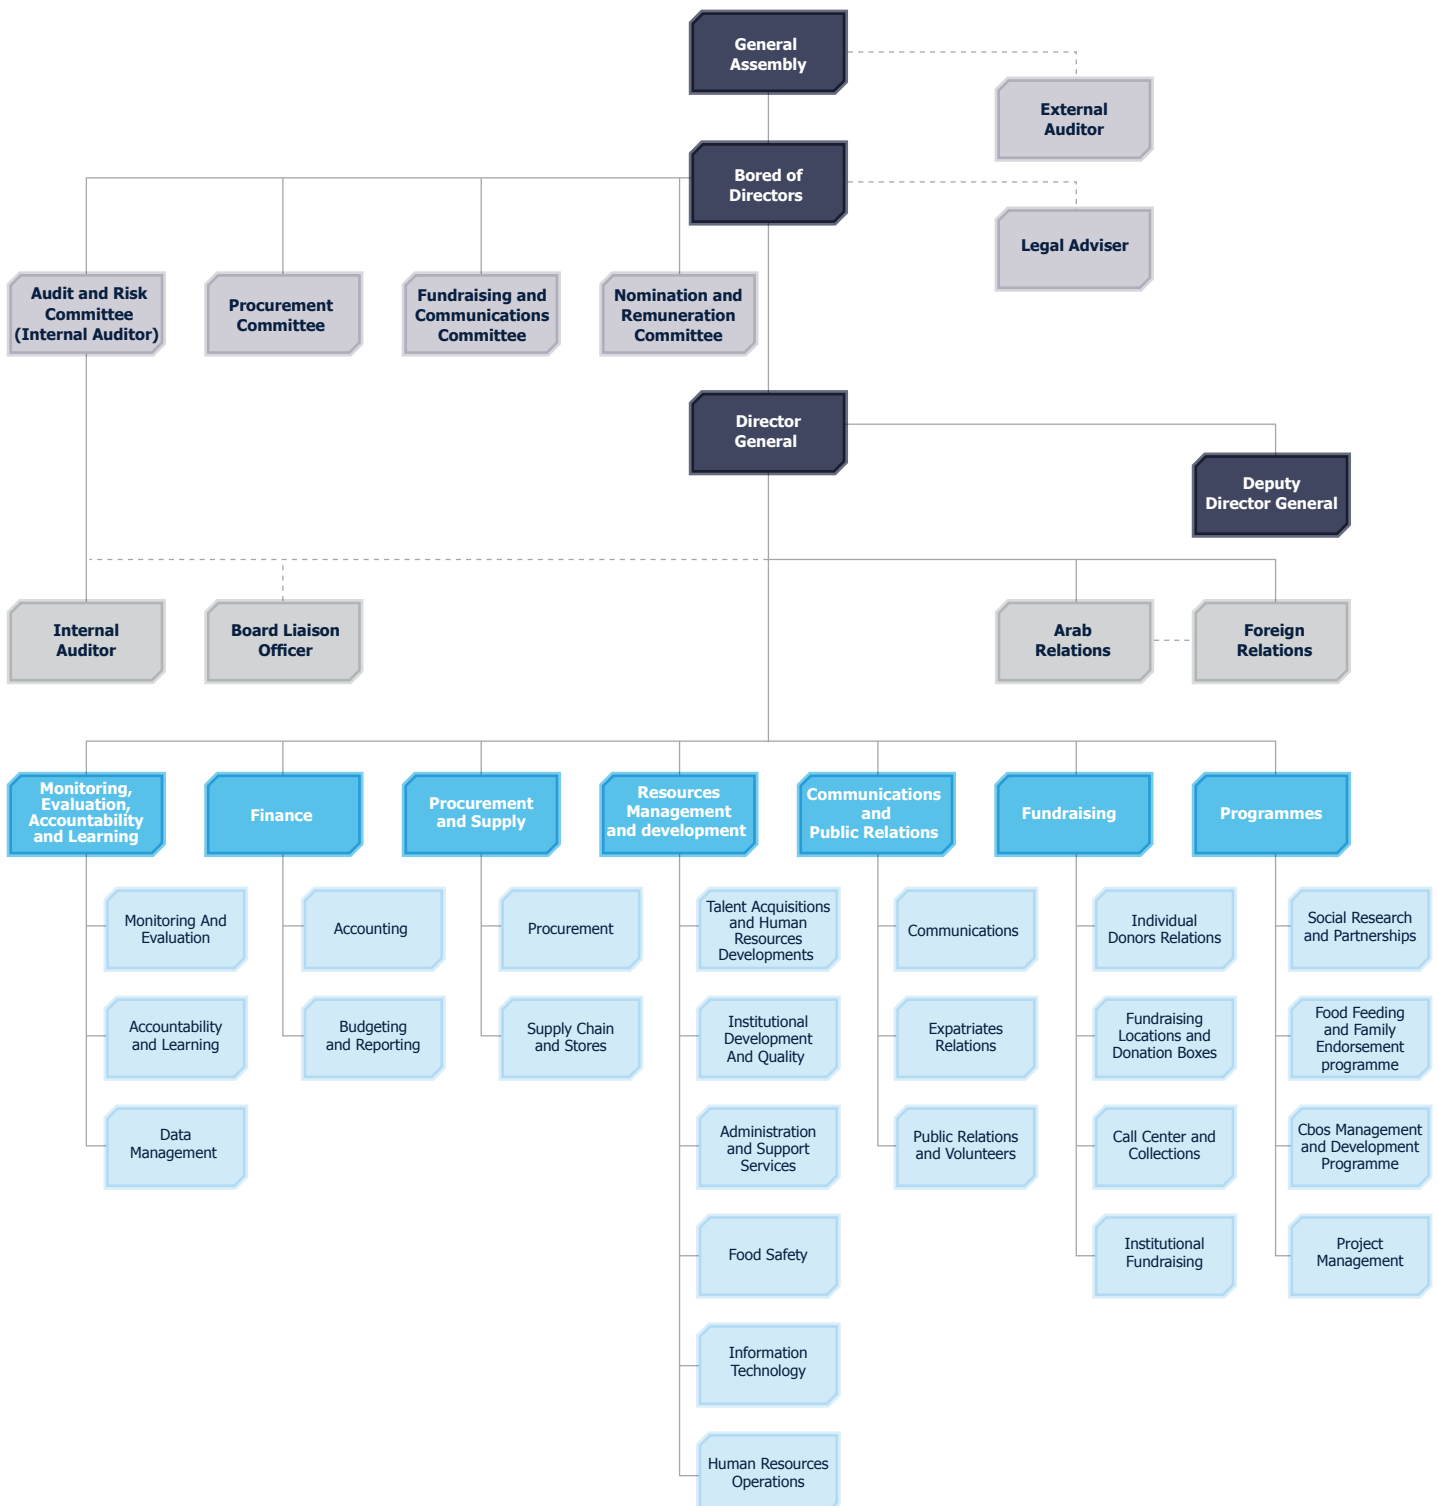 General
Assembly
External
Auditor
Bored of
Directors
Legal Adviser
Audit and Risk
Committee
(Internal Auditor)
Procurement
Committee
Fundraising and
Communications
Committee
Nomination and
Remuneration
Committee
Director
General
Deputy
Director General
Internal
Auditor
Board Liaison
Officer
Arab
Relations
Foreign
Relations
Monitoring,
Evaluation,
Accountability
and Learning
Finance
Procurement
and Supply
Resources
Management
and development
Communications
and
Public Relations
Fundraising
Programmes
Monitoring And
Evaluation
Accounting
Procurement
Talent Acquisitions
and Human
Resources
Developments
Communications
Individual
Donors Relations
Social Research
and Partnerships
Accountability
and Learning
Budgeting
and Reporting
Supply Chain
and Stores
Institutional
Development
And Quality
Expatriates
Relations
Fundraising
Locations and
Donation Boxes
Food Feeding
and Family
Endorsement
programme
Data
Management
Administration
and Support
Services
Public Relations
and Volunteers
Call Center and
Collections
Cbos Management
and Development
Programme
Food Safety
Institutional
Fundraising
Project
Management
Information
Technology
Human Resources
Operations